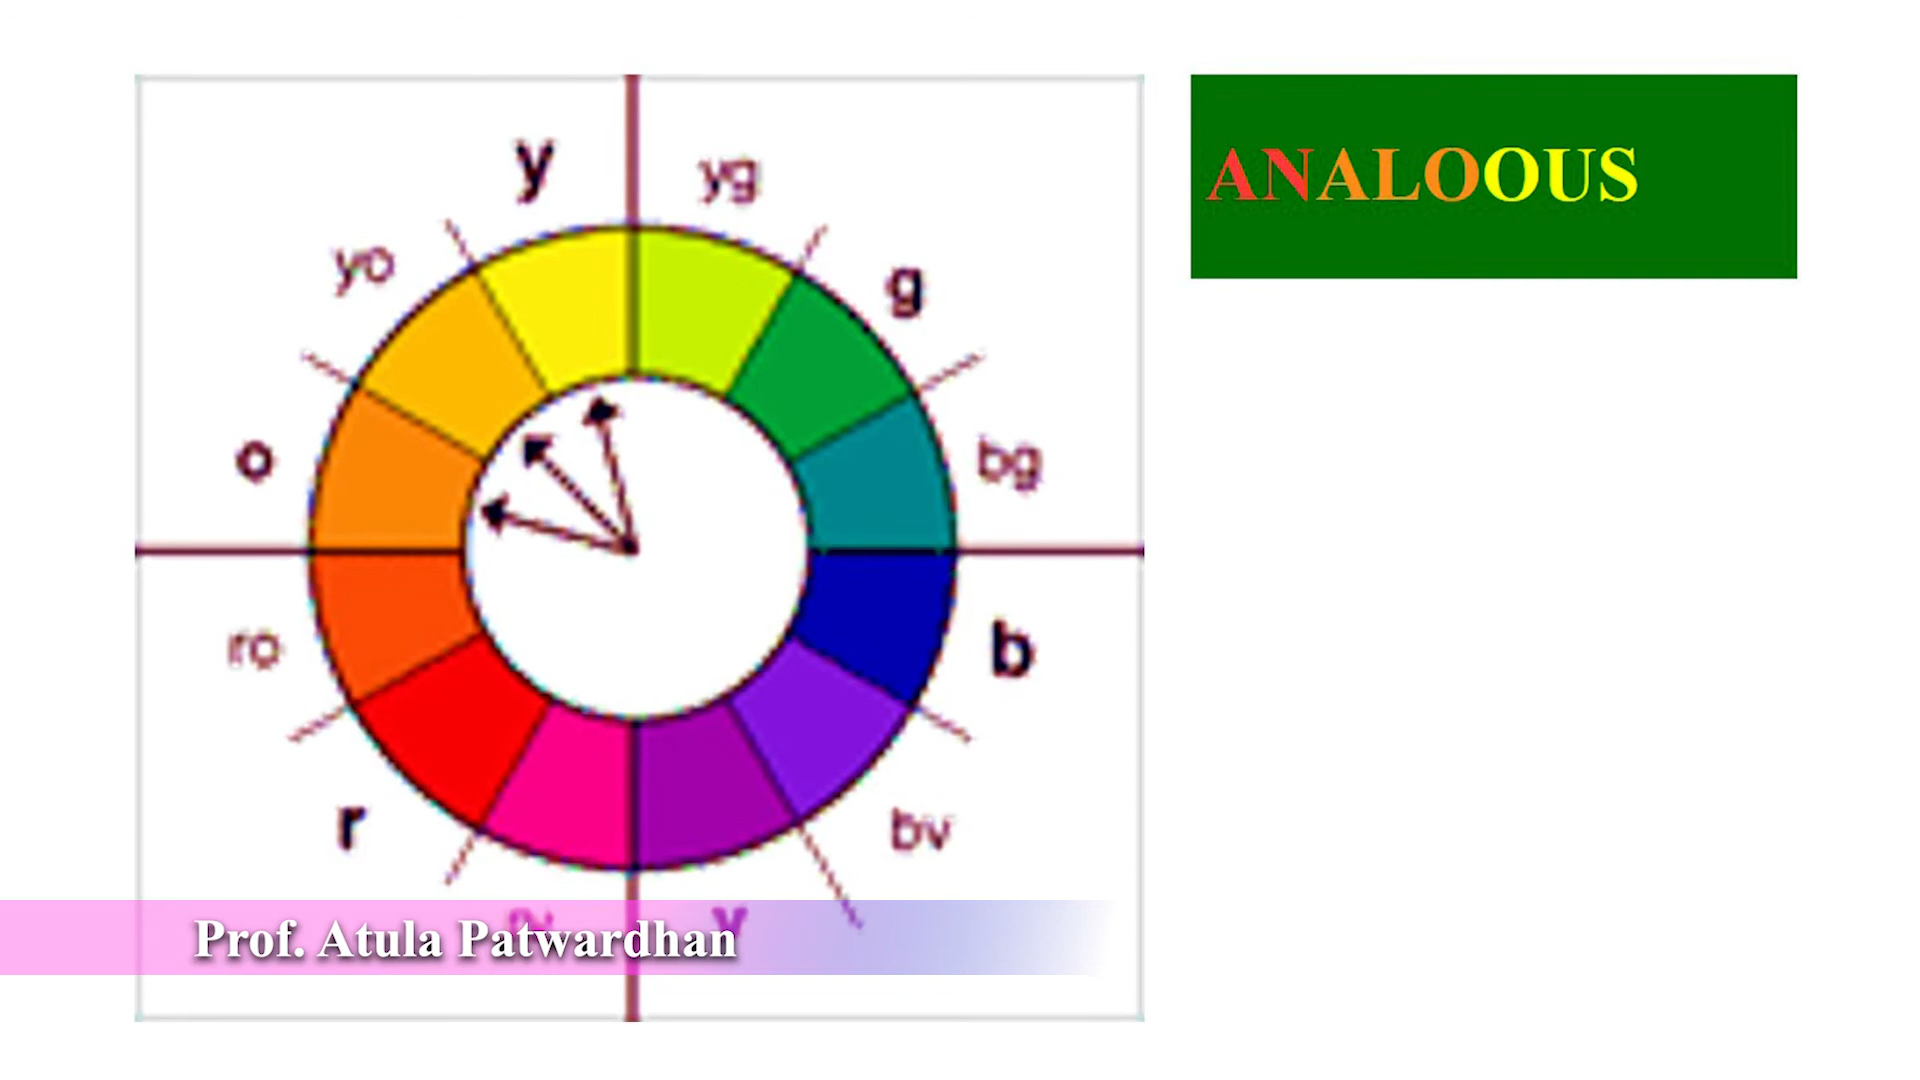 y
yg
ANALOOUS
yo
g
o
bg
ro
b
r
bv
v
Prof. Atula Patwardhan